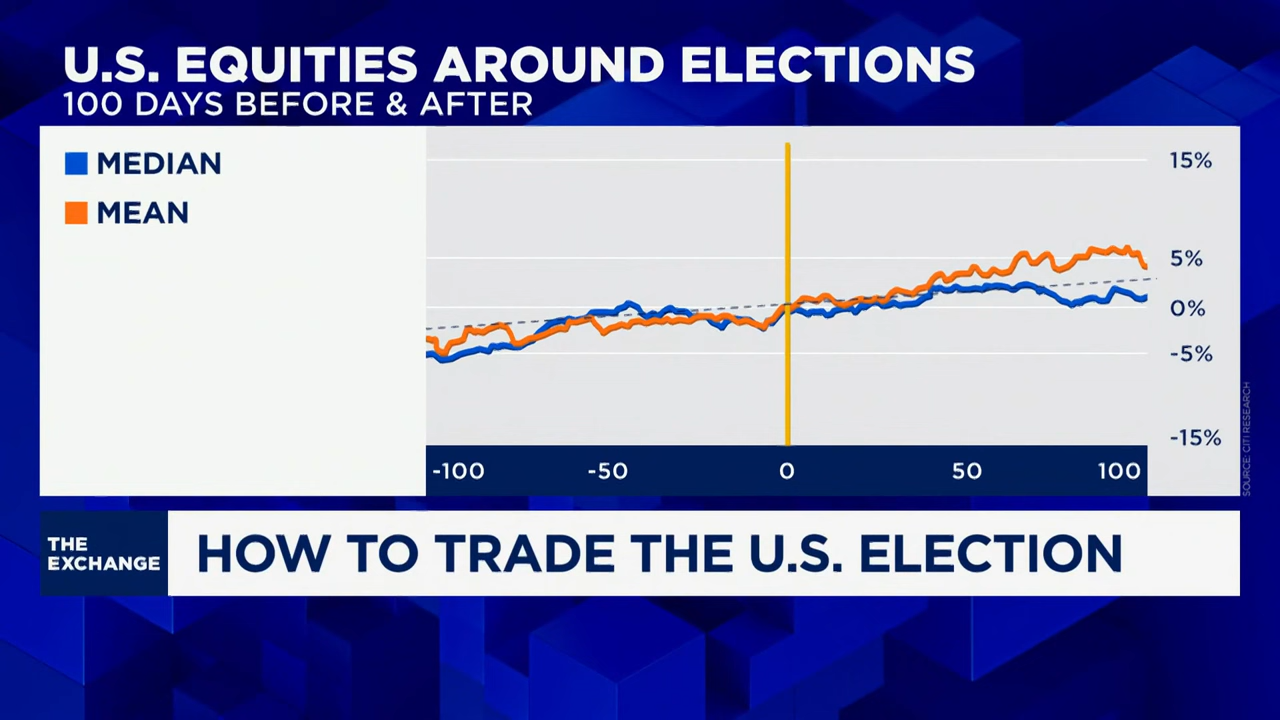 U.S. EQUITIES AROUND ELECTIONS
100 DAYS BEFORE & AFTER
MEDIAN
MEAN
15%
5%
0%
-5%
-15%
-100 -50 0 50 100
SOURCE: CITI RESEARCH
THE
EXCHANGE
HOW TO TRADE THE U.S. ELECTION